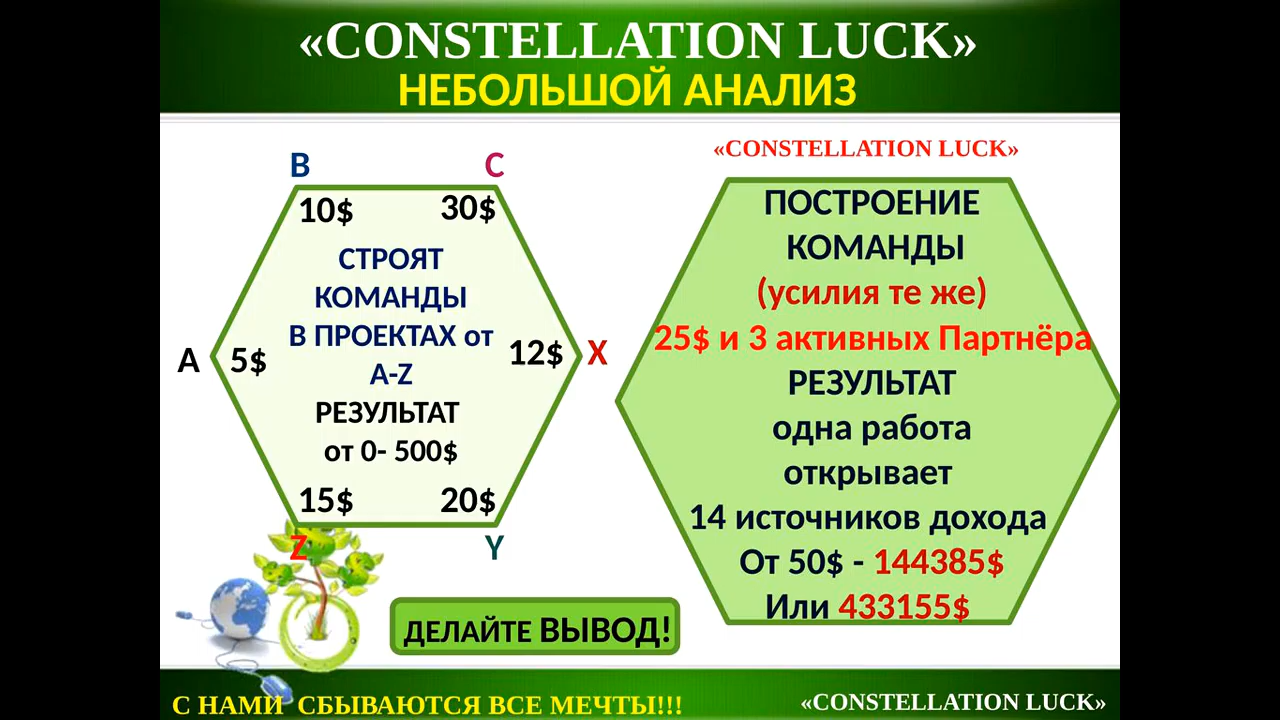 «CONSTELLATION LUCK»
НЕБОЛЬШОЙ АНАЛИЗ
B
C
10$
30$
СТРОЯТ
КОМАНДЫ
В ПРОЕКТАХ от
A-Z
РЕЗУЛЬТАТ
от 0- 500$
A
5$
12$
X
15$
20$
Z
Y
«CONSTELLATION LUCK»
ПОСТРОЕНИЕ
КОМАНДЫ
(усилия те же)
25$ и 3 активных Партнёра
РЕЗУЛЬТАТ
одна работа
открывает
14 источников дохода
От 50$ - 144385$
Или 433155$
ДЕЛАЙТЕ ВЫВОД!
С НАМИ СБЫВАЮТСЯ ВСЕ МЕЧТЫ!!!
«CONSTELLATION LUCK»